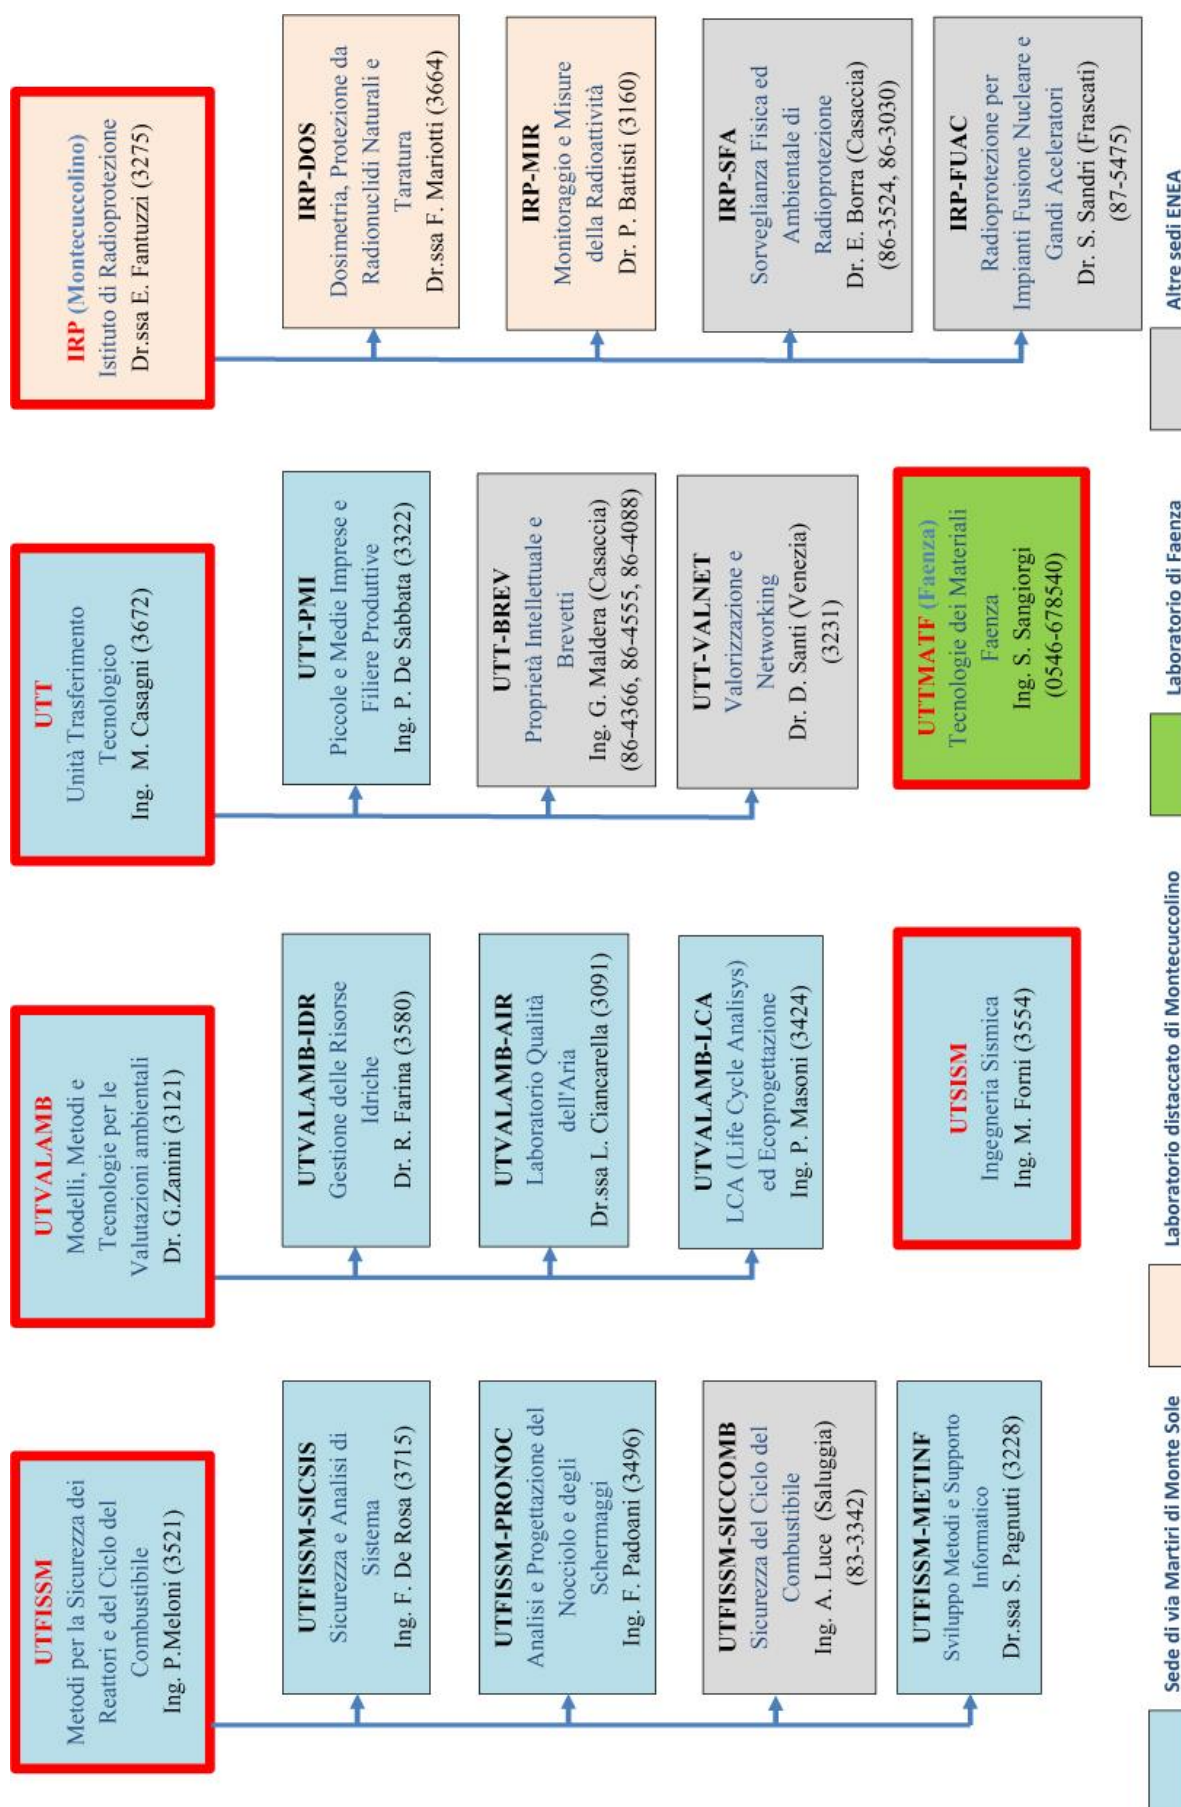 UTFISSM
Metodi per la Sicurezza dei
Reattori e del Ciclo del
Combustibile
Ing. P.Meloni (3521)
UTFISSM-SICSIS
Sicurezza e Analisi di
Sistema
Ing. F. De Rosa (3715)
UTFISSM-PRONOC
Analisi e Progettazione del
Nocciolo e degli
Schermaggi
Ing. F. Padoani (3496)
UTFISSM-SICCOMB
Sicurezza del Ciclo del
Combustibile
Ing. A. Luce (Saluggia)
(83-3342)
UTFISSM-METINF
Sviluppo Metodi e Supporto
Informatico
Dr.ssa S. Pagnutti (3228)
UTVALAMB
Modelli, Metodi e
Tecnologie per le
Valutazioni ambientali
Dr. G.Zanini (3121)
UTVALAMB-IDR
Gestione delle Risorse
Idriche
Dr. R. Farina (3580)
UTVALAMB-AIR
Laboratorio Qualità
dell'Aria
Dr.ssa L. Ciancarella (3091)
UTVALAMB-LCA
LCA (Life Cycle Analisys)
ed Ecoprogettazione
Ing. P. Masoni (3424)
UTSISM
Ingegneria Sismica
Ing. M. Forni (3554)
UTT
Unità Trasferimento
Tecnologico
Ing. M. Casagni (3672)
UTT-PMI
Piccole e Medie Imprese e
Filiere Produttive
Ing. P. De Sabbata (3322)
UTT-BREV
Proprietà Intellettuale e
Brevetti
Ing. G. Maldera (Casaccia)
(86-4366, 86-4555, 86-4088)
UTT-VALNET
Valorizzazione e
Networking
Dr. D. Santi (Venezia)
(3231)
UTTMATF (Faenza)
Tecnologie dei Materiali
Faenza
Ing. S. Sangiorgi
(0546-678540)
IRP (Montecuccolino)
Istituto di Radioprotezione
Dr.ssa E. Fantuzzi (3275)
IRP-DOS
Dosimetria, Protezione da
Radionuclidi Naturali e
Taratura
Dr.ssa F. Mariotti (3664)
IRP-MIR
Monitoraggio e Misure
della Radioattività
Dr. P. Battisti (3160)
IRP-SFA
Sorveglianza Fisica ed
Ambientale di
Radioprotezione
Dr. E. Borra (Casaccia)
(86-3524, 86-3030)
IRP-FUAC
Radioprotezione per
Impianti Fusione Nucleare e
Gandi Aceleratori
Dr. S. Sandri (Frascati)
(87-5475)
Sede di via Martiri di Monte Sole
Laboratorio distaccato di Montecuccolino
Laboratorio di Faenza
Altre sedi ENEA